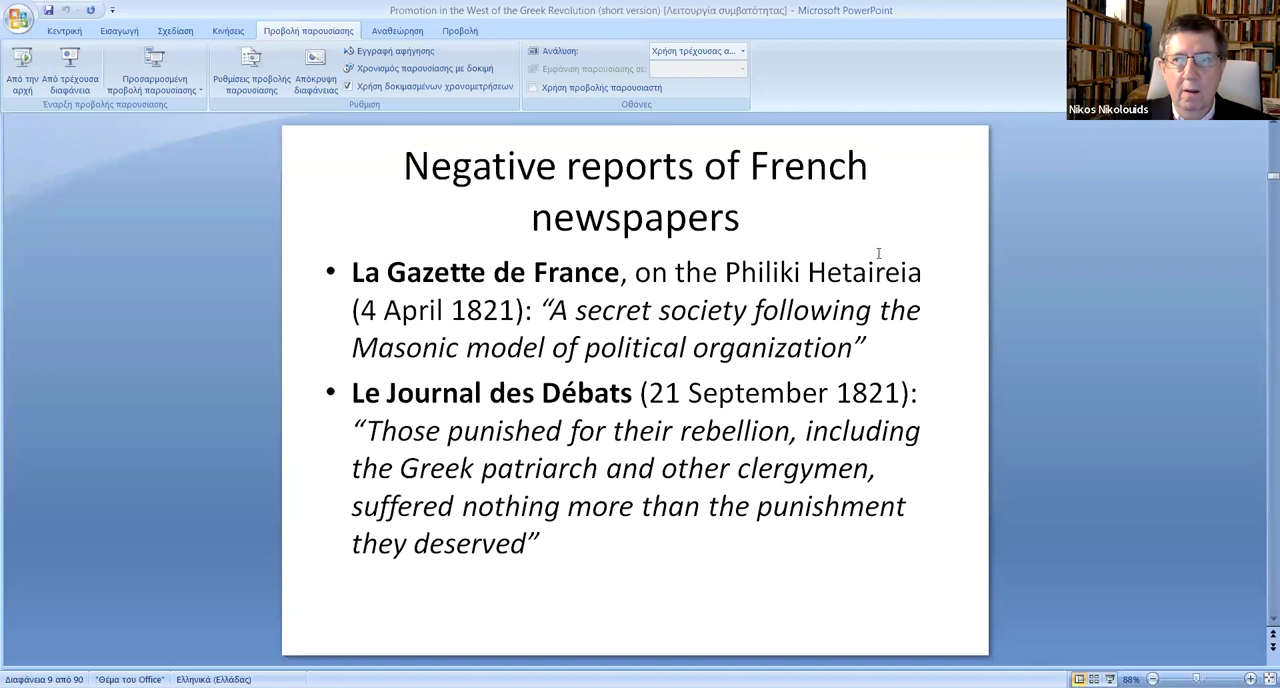 Promotion in the West of the Greek Revolution (short version) [Λειτουργία συμβατότητας] - Microsoft PowerPoint
Κεντρική Εισαγωγή Σχεδίαση Κινήσεις Προβολή παρουσίασης Αναθεώρηση Προβολή
Από την αρχή
Από τρέχουσα διαφάνεια
Προσαρμοσμένη προβολή παρουσίασης
Έναρξη προβολής παρουσίασης
Ρυθμίσεις προβολής παρουσίασης
Απόκρυψη διαφάνειας
Εγγραφή αφήγησης
Χρονισμός παρουσίασης με δοκιμή
Χρήση δοκιμασμένων χρονομετρήσεων
Ρύθμιση
Ανάλυση: Χρήση τρέχουσας α...
Εμφάνιση παρουσίασης σε:
Χρήση προβολής παρουσιαστή
Οθόνες
Nikos Nikolouids
Negative reports of French
newspapers
• La Gazette de France, on the Philiki Hetaireia
(4 April 1821): “A secret society following the
Masonic model of political organization”
• Le Journal des Débats (21 September 1821):
“Those punished for their rebellion, including
the Greek patriarch and other clergymen,
suffered nothing more than the punishment
they deserved”
Διαφάνεια 9 από 90 "Θέμα του Office" Ελληνικά (Ελλάδας) 88%